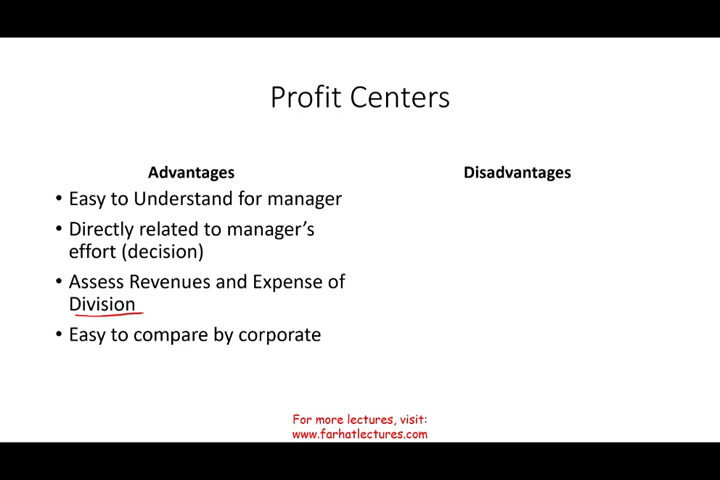 Profit Centers
Advantages
• Easy to Understand for manager
• Directly related to manager's
effort (decision)
• Assess Revenues and Expense of
Division
• Easy to compare by corporate
Disadvantages
For more lectures, visit:
www.farhatlectures.com